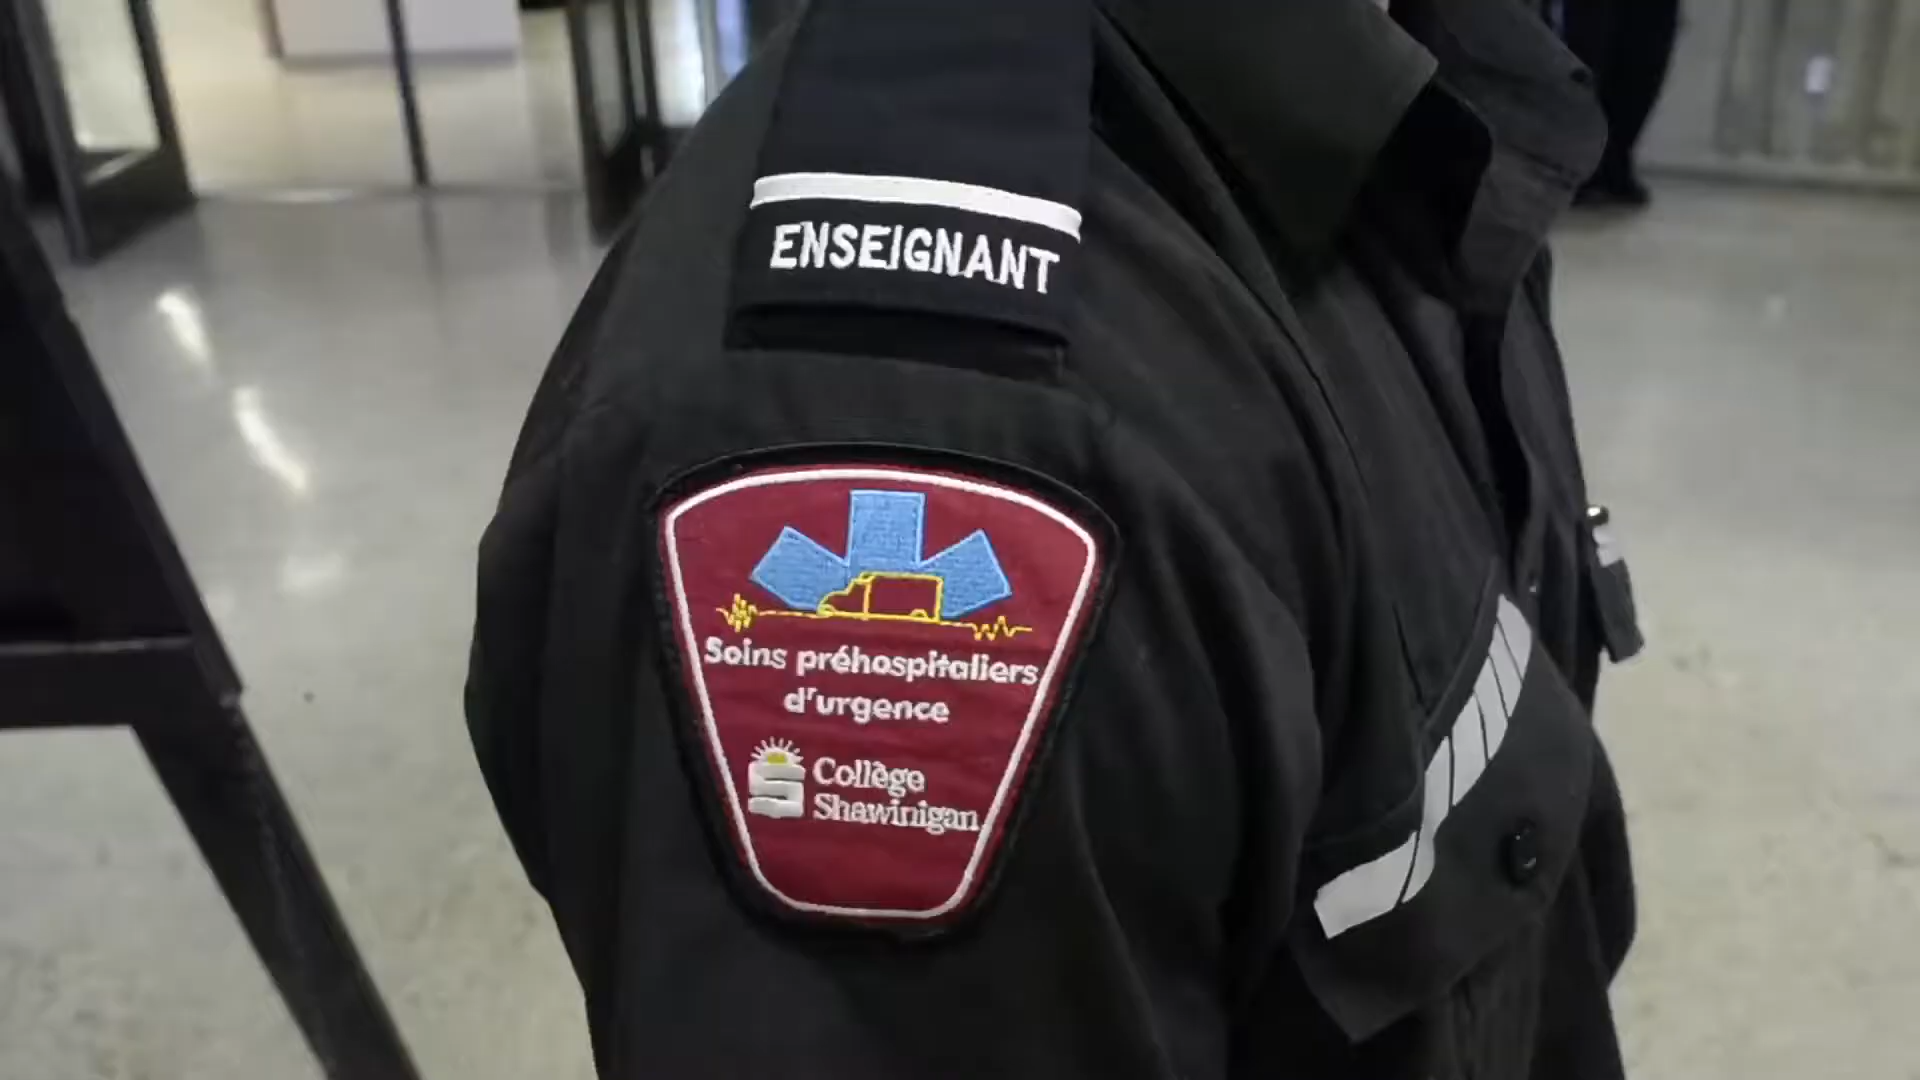 ENSEIGNANT
Soins préhospitaliers
d'urgence
Collège
Shawinigan